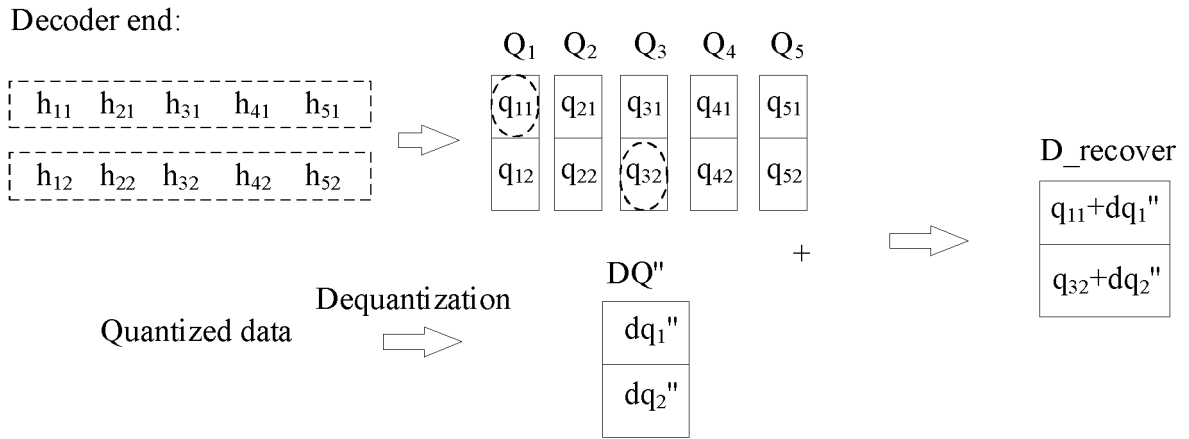 Decoder end:
h₁₁ h₂₁ h₃₁ h₄₁ h₅₁
h₁₂ h₂₂ h₃₂ h₄₂ h₅₂
Q₁ Q₂ Q₃ Q₄ Q₅
q₁₁ q₂₁ q₃₁ q₄₁ q₅₁
q₁₂ q₂₂ q₃₂ q₄₂ q₅₂
+
Quantized data
Dequantization
DQ"
dq₁"
dq₂"
D_recover
q₁₁+dq₁"
q₃₂+dq₂"